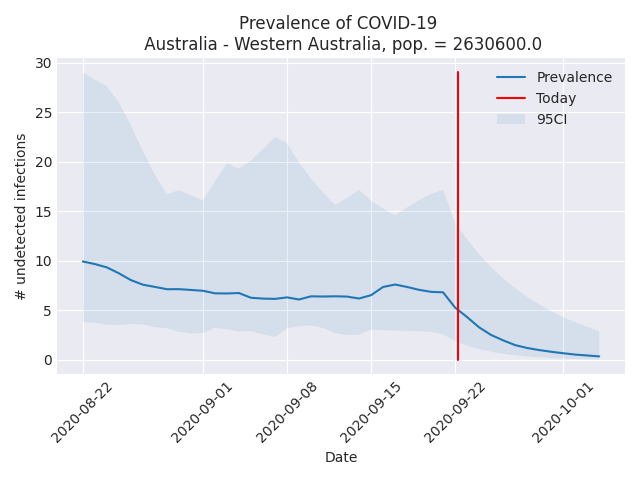 Prevalence of COVID-19
Australia - Western Australia, pop. = 2630600.0
30
25
20
15
10
5
0
# undetected infections
Prevalence
Today
95CI
2020-08-22
2020-09-01
2020-09-08
2020-09-15
2020-09-22
2020-10-01
Date